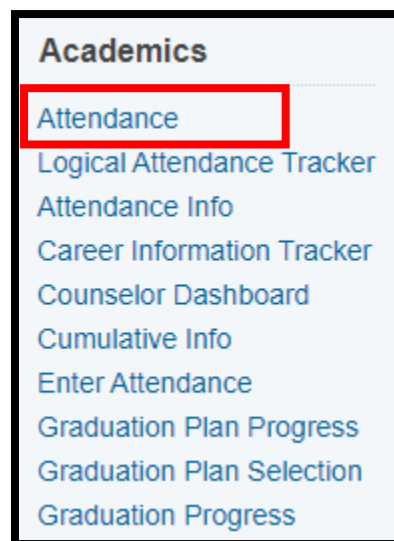 Academics
Attendance
Logical Attendance Tracker
Attendance Info
Career Information Tracker
Counselor Dashboard
Cumulative Info
Enter Attendance
Graduation Plan Progress
Graduation Plan Selection
Graduation Progress